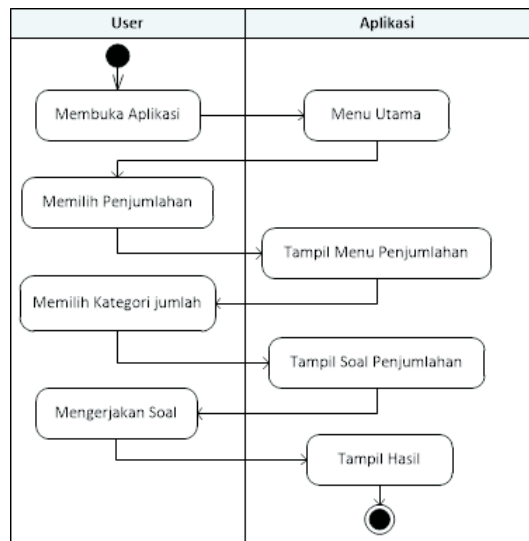 User
Aplikasi
Membuka Aplikasi
Menu Utama
Memilih Penjumlahan
Tampil Menu Penjumlahan
Memilih Kategori jumlah
Tampil Soal Penjumlahan
Mengerjakan Soal
Tampil Hasil